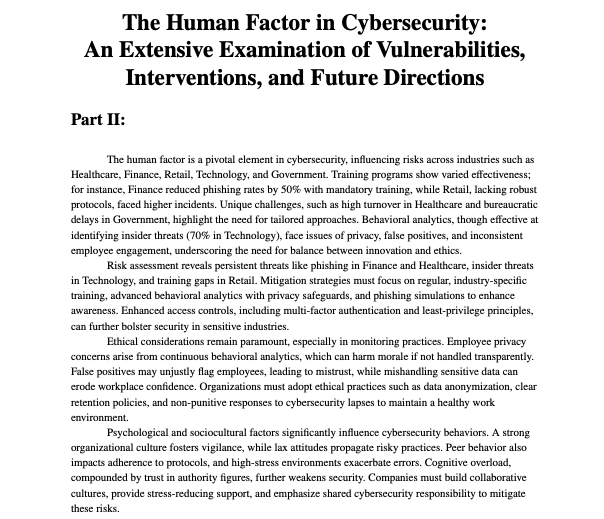 The Human Factor in Cybersecurity:
An Extensive Examination of Vulnerabilities,
Interventions, and Future Directions
Part II:
The human factor is a pivotal element in cybersecurity, influencing risks across industries such as
Healthcare, Finance, Retail, Technology, and Government. Training programs show varied effectiveness;
for instance, Finance reduced phishing rates by 50% with mandatory training, while Retail, lacking robust
protocols, faced higher incidents. Unique challenges, such as high turnover in Healthcare and bureaucratic
delays in Government, highlight the need for tailored approaches. Behavioral analytics, though effective at
identifying insider threats (70% in Technology), face issues of privacy, false positives, and inconsistent
employee engagement, underscoring the need for balance between innovation and ethics.
Risk assessment reveals persistent threats like phishing in Finance and Healthcare, insider threats
in Technology, and training gaps in Retail. Mitigation strategies must focus on regular, industry-specific
training, advanced behavioral analytics with privacy safeguards, and phishing simulations to enhance
awareness. Enhanced access controls, including multi-factor authentication and least-privilege principles,
can further bolster security in sensitive industries.
Ethical considerations remain paramount, especially in monitoring practices. Employee privacy
concerns arise from continuous behavioral analytics, which can harm morale if not handled transparently.
False positives may unjustly flag employees, leading to mistrust, while mishandling sensitive data can
erode workplace confidence. Organizations must adopt ethical practices such as data anonymization, clear
retention policies, and non-punitive responses to cybersecurity lapses to maintain a healthy work
environment.
Psychological and sociocultural factors significantly influence cybersecurity behaviors. A strong
organizational culture fosters vigilance, while lax attitudes propagate risky practices. Peer behavior also
impacts adherence to protocols, and high-stress environments exacerbate errors. Cognitive overload,
compounded by trust in authority figures, further weakens security. Companies must build collaborative
cultures, provide stress-reducing support, and emphasize shared cybersecurity responsibility to mitigate
these risks.